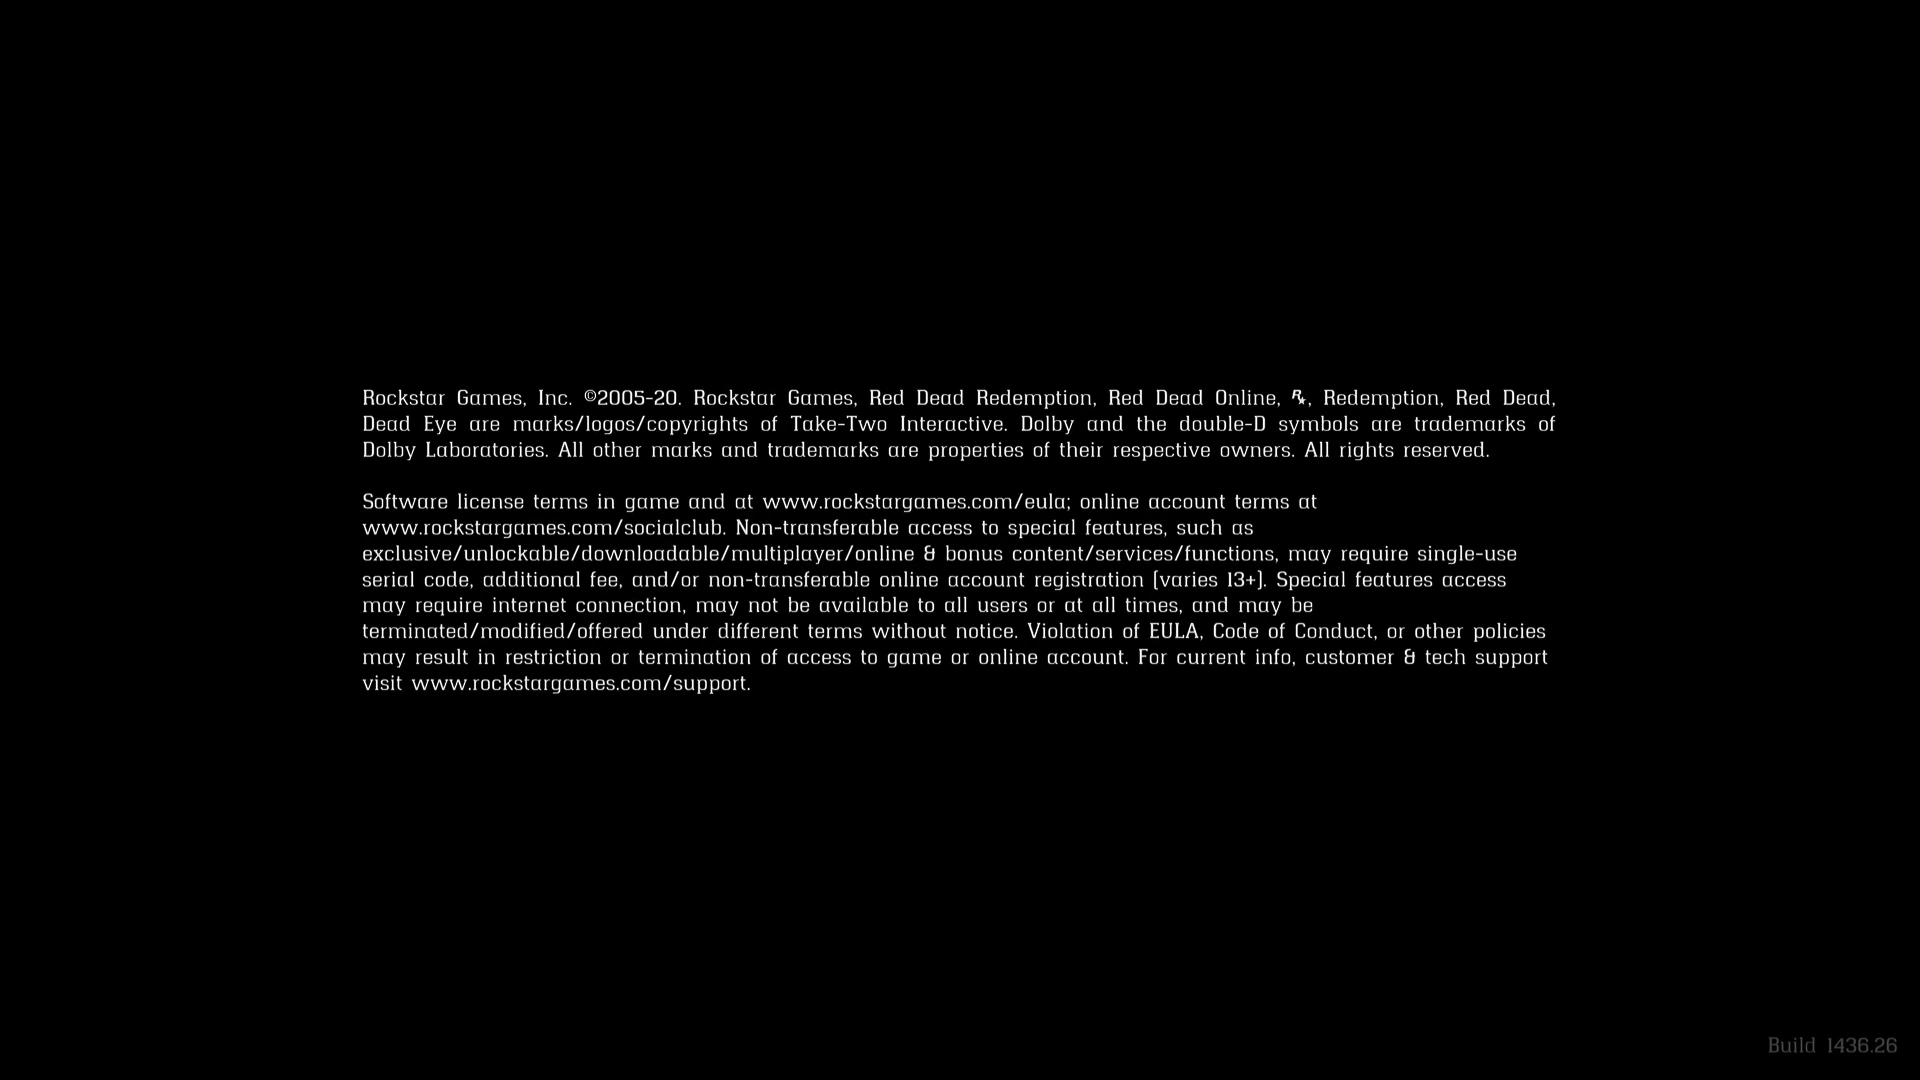 Rockstar Games, Inc. ©2005-20. Rockstar Games, Red Dead Redemption, Red Dead Online, R★, Redemption, Red Dead,
Dead Eye are marks/logos/copyrights of Take-Two Interactive. Dolby and the double-D symbols are trademarks of
Dolby Laboratories. All other marks and trademarks are properties of their respective owners. All rights reserved.
Software license terms in game and at www.rockstargames.com/eula; online account terms at
www.rockstargames.com/socialclub. Non-transferable access to special features, such as
exclusive/unlockable/downloadable/multiplayer/online & bonus content/services/functions, may require single-use
serial code, additional fee, and/or non-transferable online account registration (varies 13+). Special features access
may require internet connection, may not be available to all users or at all times, and may be
terminated/modified/offered under different terms without notice. Violation of EULA, Code of Conduct, or other policies
may result in restriction or termination of access to game or online account. For current info, customer & tech support
visit www.rockstargames.com/support.
Build 1436.26